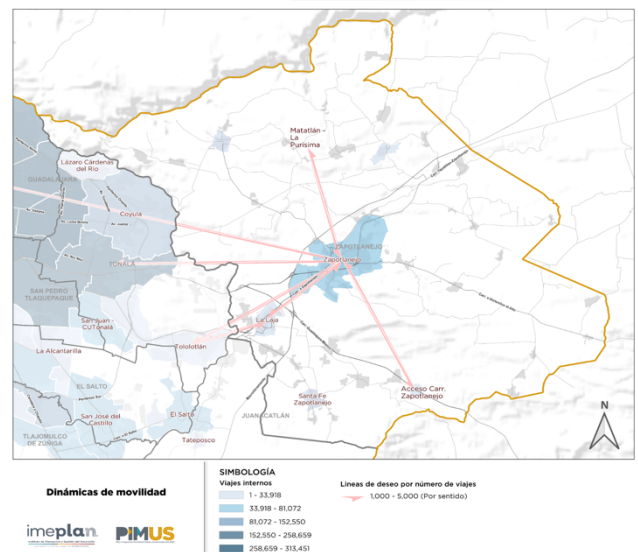 Matatlán -
La
Purísima
Lázaro Cárdenas
del Río
GUADALAJARA
Coyula
ZAPOTLANEJO
Zapotlanejo
TONALÁ
SAN PEDRO
TLAQUEPAQUE
San Juan -
CUTonalá
La Laja
Tololotlán
La Alcantarilla
Acceso Carr.
Zapotlanejo
EL SALTO
Santa Fe
Zapotlanejo
San José del
Castillo
El Salto
JUANACATLÁN
TLAJOMULCO
DE ZÚÑIGA
Tateposco
N
Dinámicas de movilidad
imeplan
PIMUS
SIMBOLOGÍA
Viajes internos
1 - 33,918
33,918 - 81,072
81,072 - 152,550
152,550 - 258,659
258,659 - 313,451
Líneas de deseo por número de viajes
1,000 - 5,000 (Por sentido)